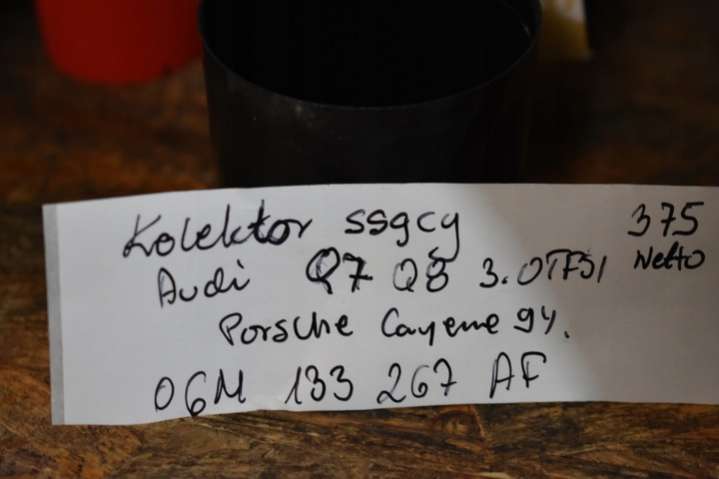 Kolektor ssący 375
Audi Q7 Q8 3.0TFSI Netto
Porsche Cayenne 9Y.
06M 133 267 AF